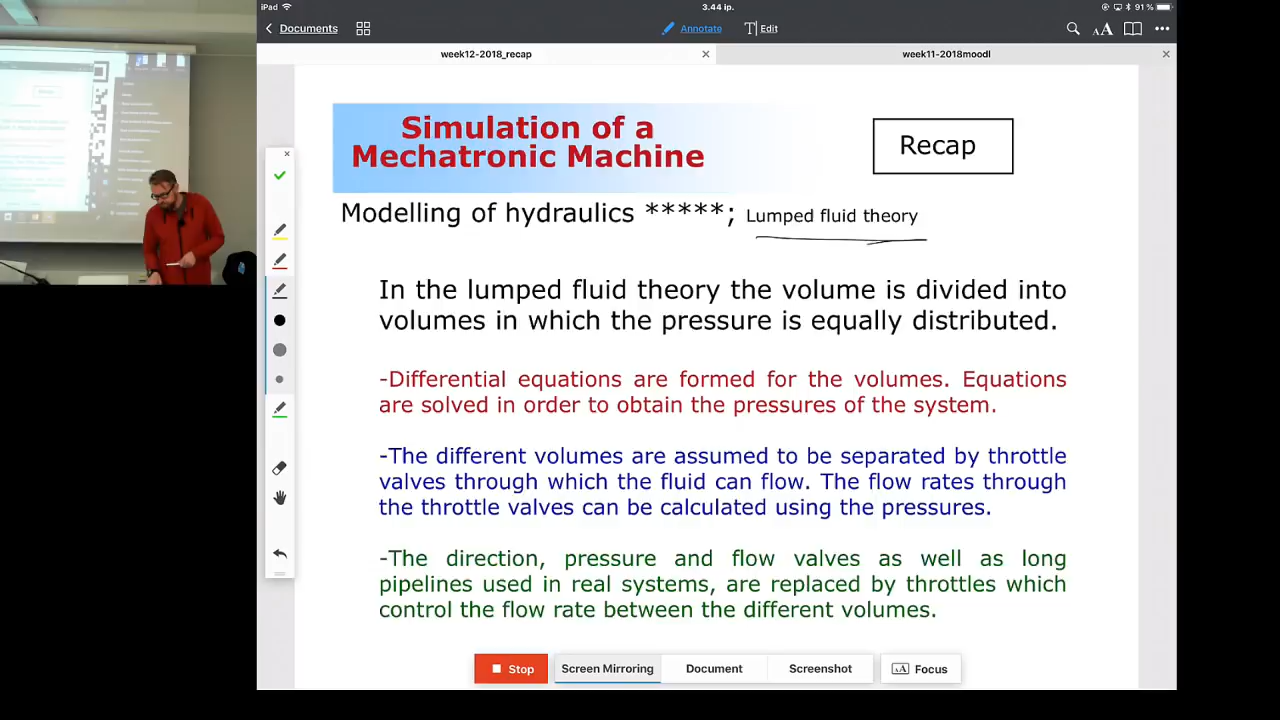 iPad
3.44 ip.
91 %
Documents
Annotate
Edit
AA
week12-2018_recap
week11-2018moodl
Simulation of a
Mechatronic Machine
Recap
Modelling of hydraulics *****; Lumped fluid theory
In the lumped fluid theory the volume is divided into
volumes in which the pressure is equally distributed.
-Differential equations are formed for the volumes. Equations
are solved in order to obtain the pressures of the system.
-The different volumes are assumed to be separated by throttle
valves through which the fluid can flow. The flow rates through
the throttle valves can be calculated using the pressures.
-The direction, pressure and flow valves as well as long
pipelines used in real systems, are replaced by throttles which
control the flow rate between the different volumes.
Stop
Screen Mirroring
Document
Screenshot
AA Focus